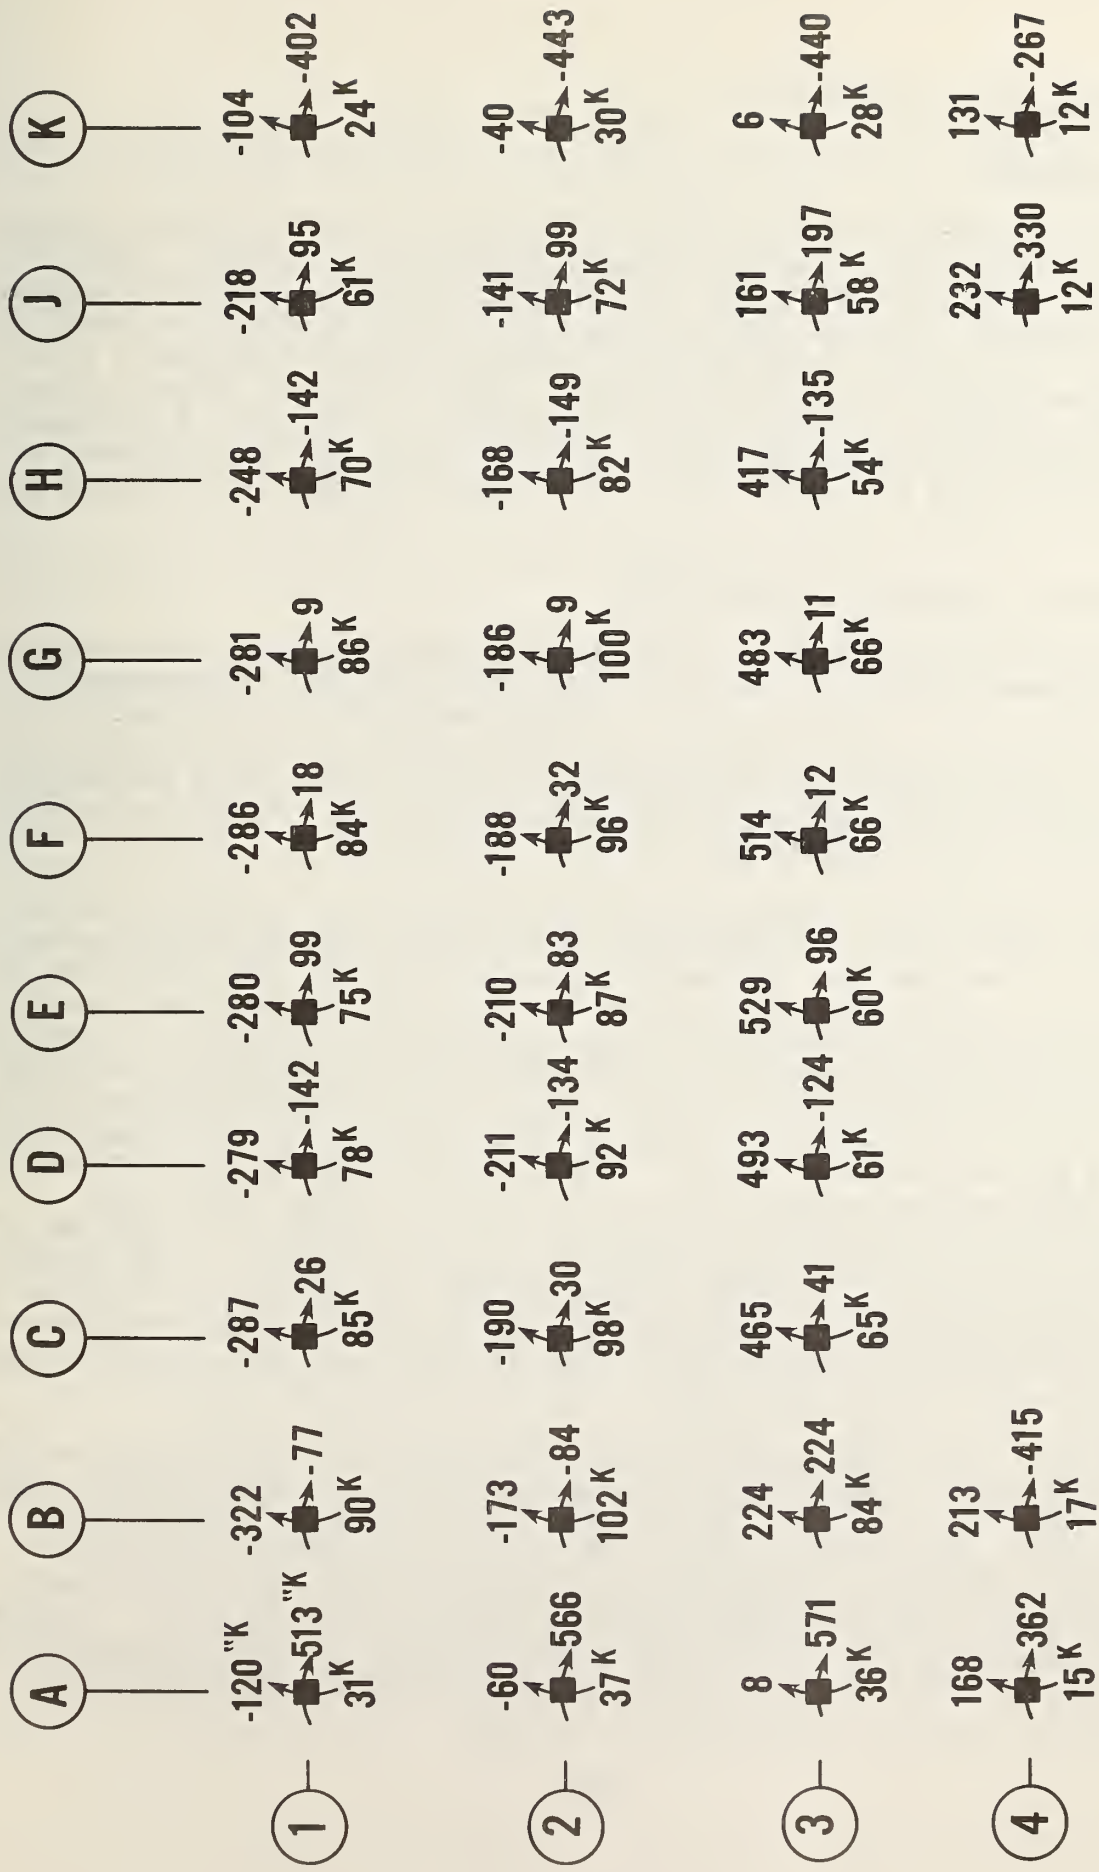 A B C D E F G H J K
-120"K -322 -287 -279 -280 -286 -281 -248 -218 -104
1 513"K -77 26 -142 99 18 9 -142 95 -402
31K 90K 85K 78K 75K 84K 86K 70K 61K 24K
-60 -173 -190 -211 -210 -188 -186 -168 -141 -40
2 566 -84 30 -134 83 32 9 -149 99 -443
37K 102K 98K 92K 87K 96K 100K 82K 72K 30K
8 224 465 493 529 514 483 417 161 6
3 571 224 41 -124 96 12 11 -135 197 -440
36K 84K 65K 61K 60K 66K 66K 54K 58K 28K
168 213 232 131
4 362 -415 330 -267
15K 17K 12K 12K